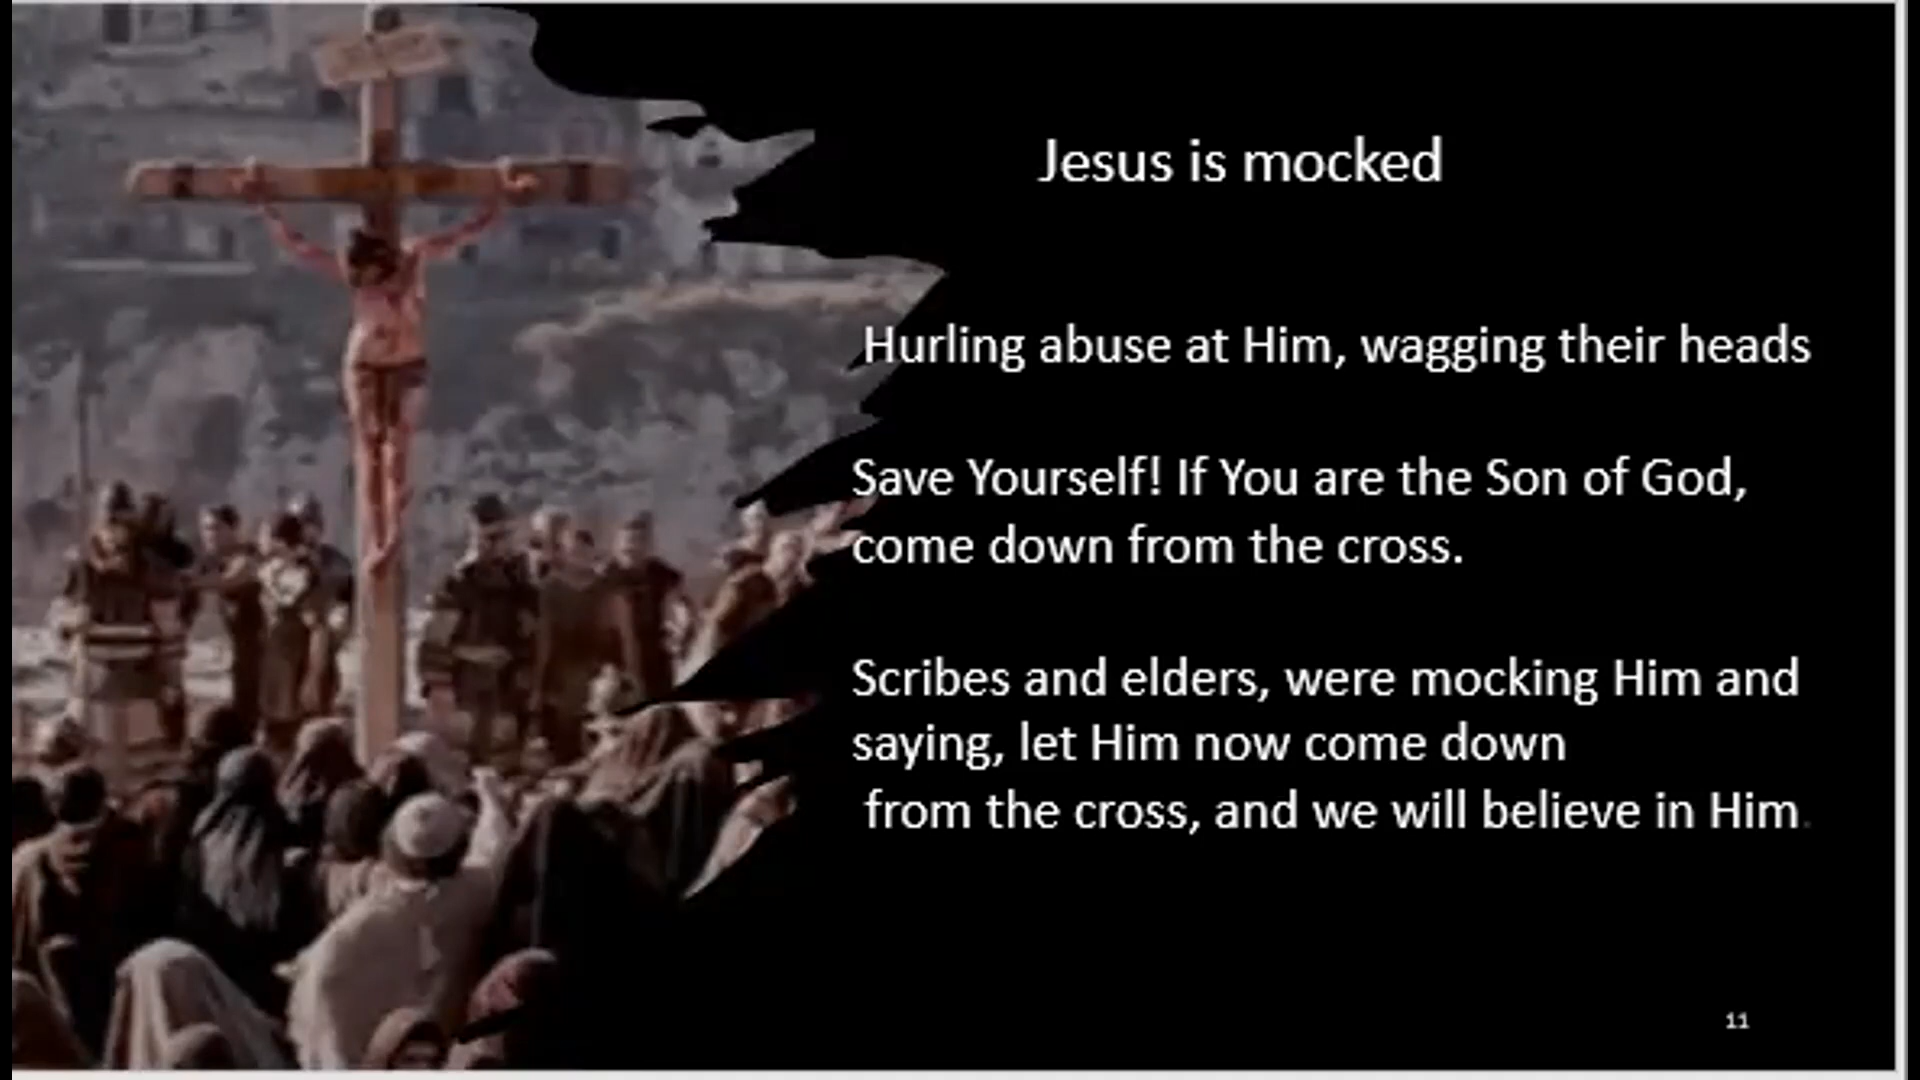 Jesus is mocked
Hurling abuse at Him, wagging their heads
Save Yourself! If You are the Son of God,
come down from the cross.
Scribes and elders, were mocking Him and
saying, let Him now come down
from the cross, and we will believe in Him.
11